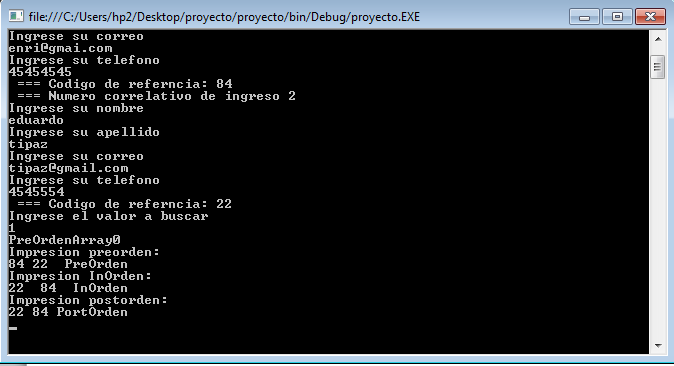 file:///C:/Users/hp2/Desktop/proyecto/proyecto/bin/Debug/proyecto.EXE
Ingrese su correo
enri@gmai.com
Ingrese su telefono
45454545
=== Codigo de referncia: 84
=== Numero correlativo de ingreso 2
Ingrese su nombre
eduardo
Ingrese su apellido
tipaz
Ingrese su correo
tipaz@gmail.com
Ingrese su telefono
4545554
=== Codigo de referncia: 22
Ingrese el valor a buscar
1
PreOrdenArray0
Impresion preorden:
84 22  PreOrden
Impresion InOrden:
22  84  InOrden
Impresion postorden:
22 84 PortOrden